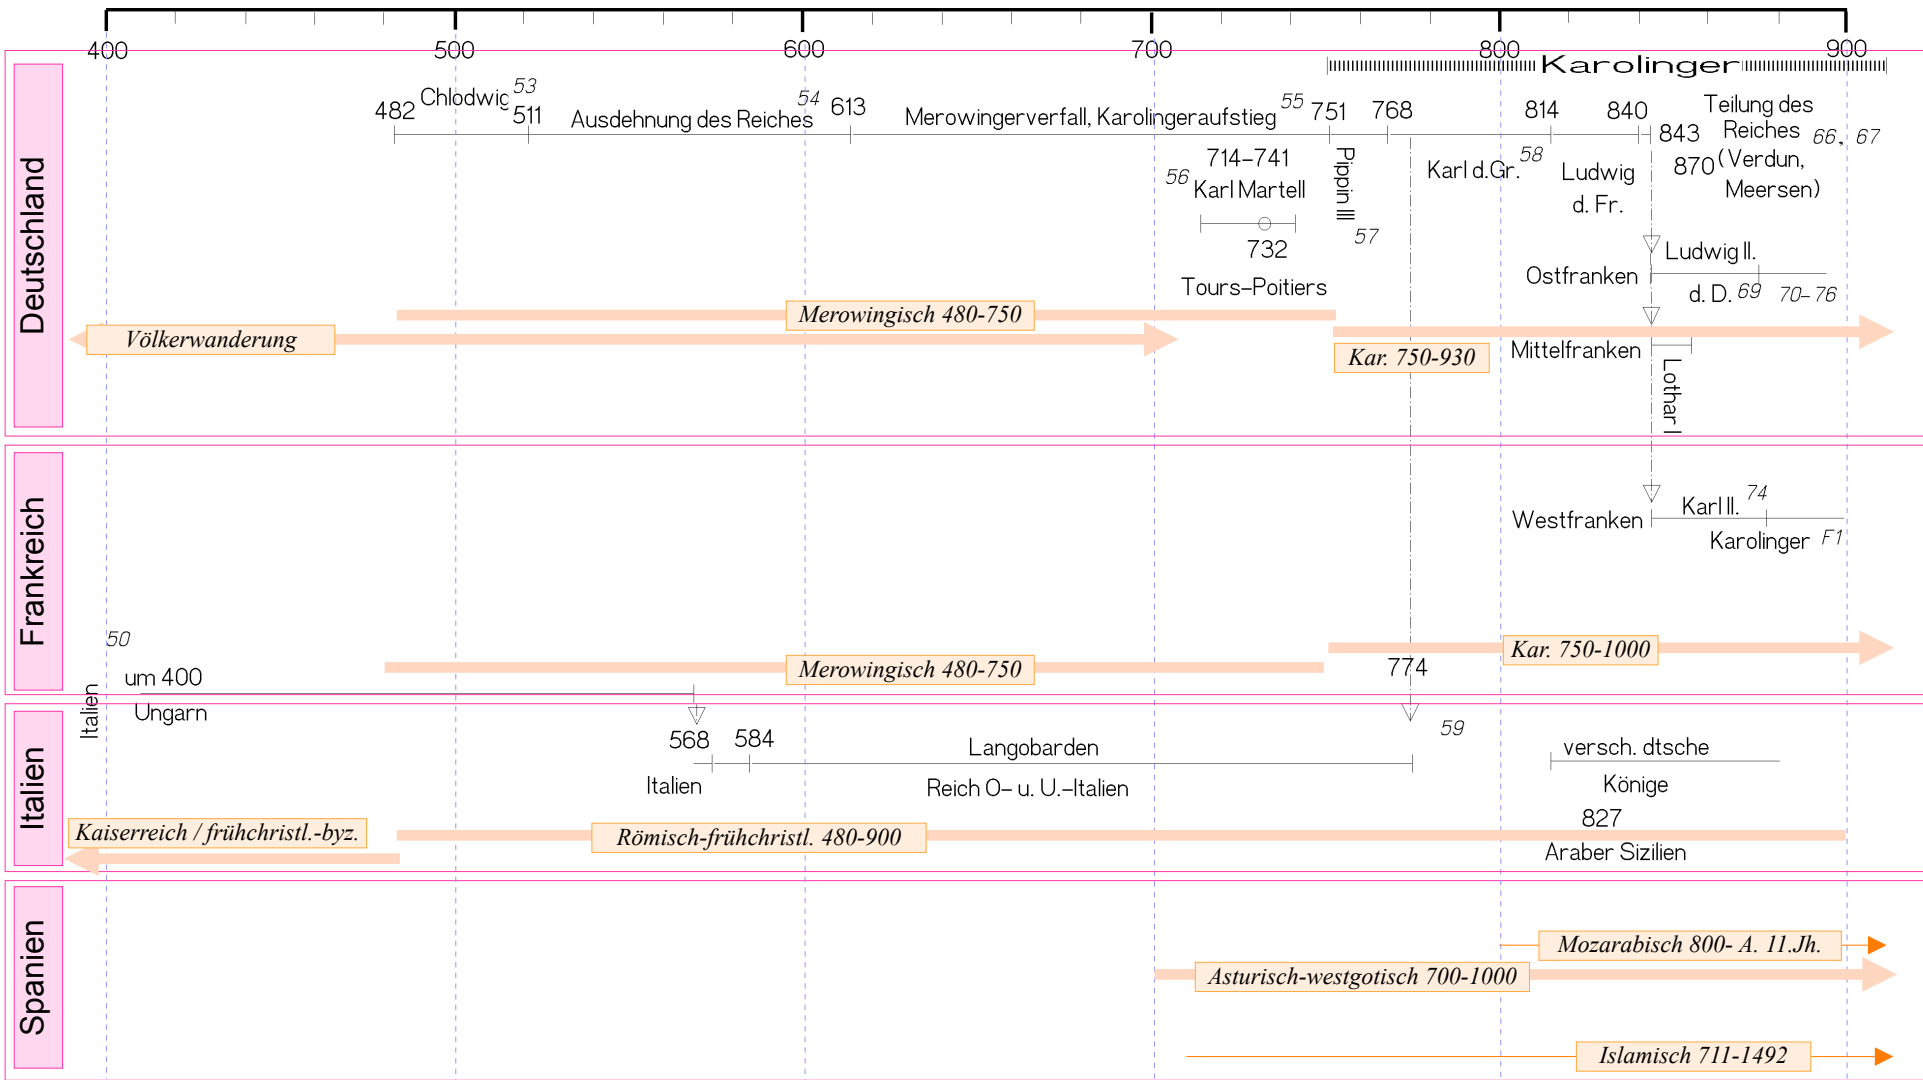 400 500 600 700 800 900
Karolinger
Deutschland
482 Chlodwig 53
511
Ausdehnung des Reiches 54
613
Merowingerverfall, Karolingeraufstieg 55
751 768 814 840
843
870
Teilung des
Reiches 66, 67
(Verdun,
Meersen)
714-741
56 Karl Martell
732
Tours-Poitiers
Pippin III
57
Karl d.Gr. 58
Ludwig
d. Fr.
Ludwig II.
Ostfranken
d. D. 69 70-76
Merowingisch 480-750
Völkerwanderung
Kar. 750-930
Mittelfranken
Lothar I
Frankreich
Karl II. 74
Westfranken
Karolinger F1
50
um 400
Merowingisch 480-750
Kar. 750-1000
774
Italien
Ungarn
Italien
568 584
Italien
Langobarden
Reich O- u. U.-Italien
59
versch. dtsche
Könige
827
Araber Sizilien
Kaiserreich / frühchristl.-byz.
Römisch-frühchristl. 480-900
Spanien
Mozarabisch 800- A. 11.Jh.
Asturisch-westgotisch 700-1000
Islamisch 711-1492